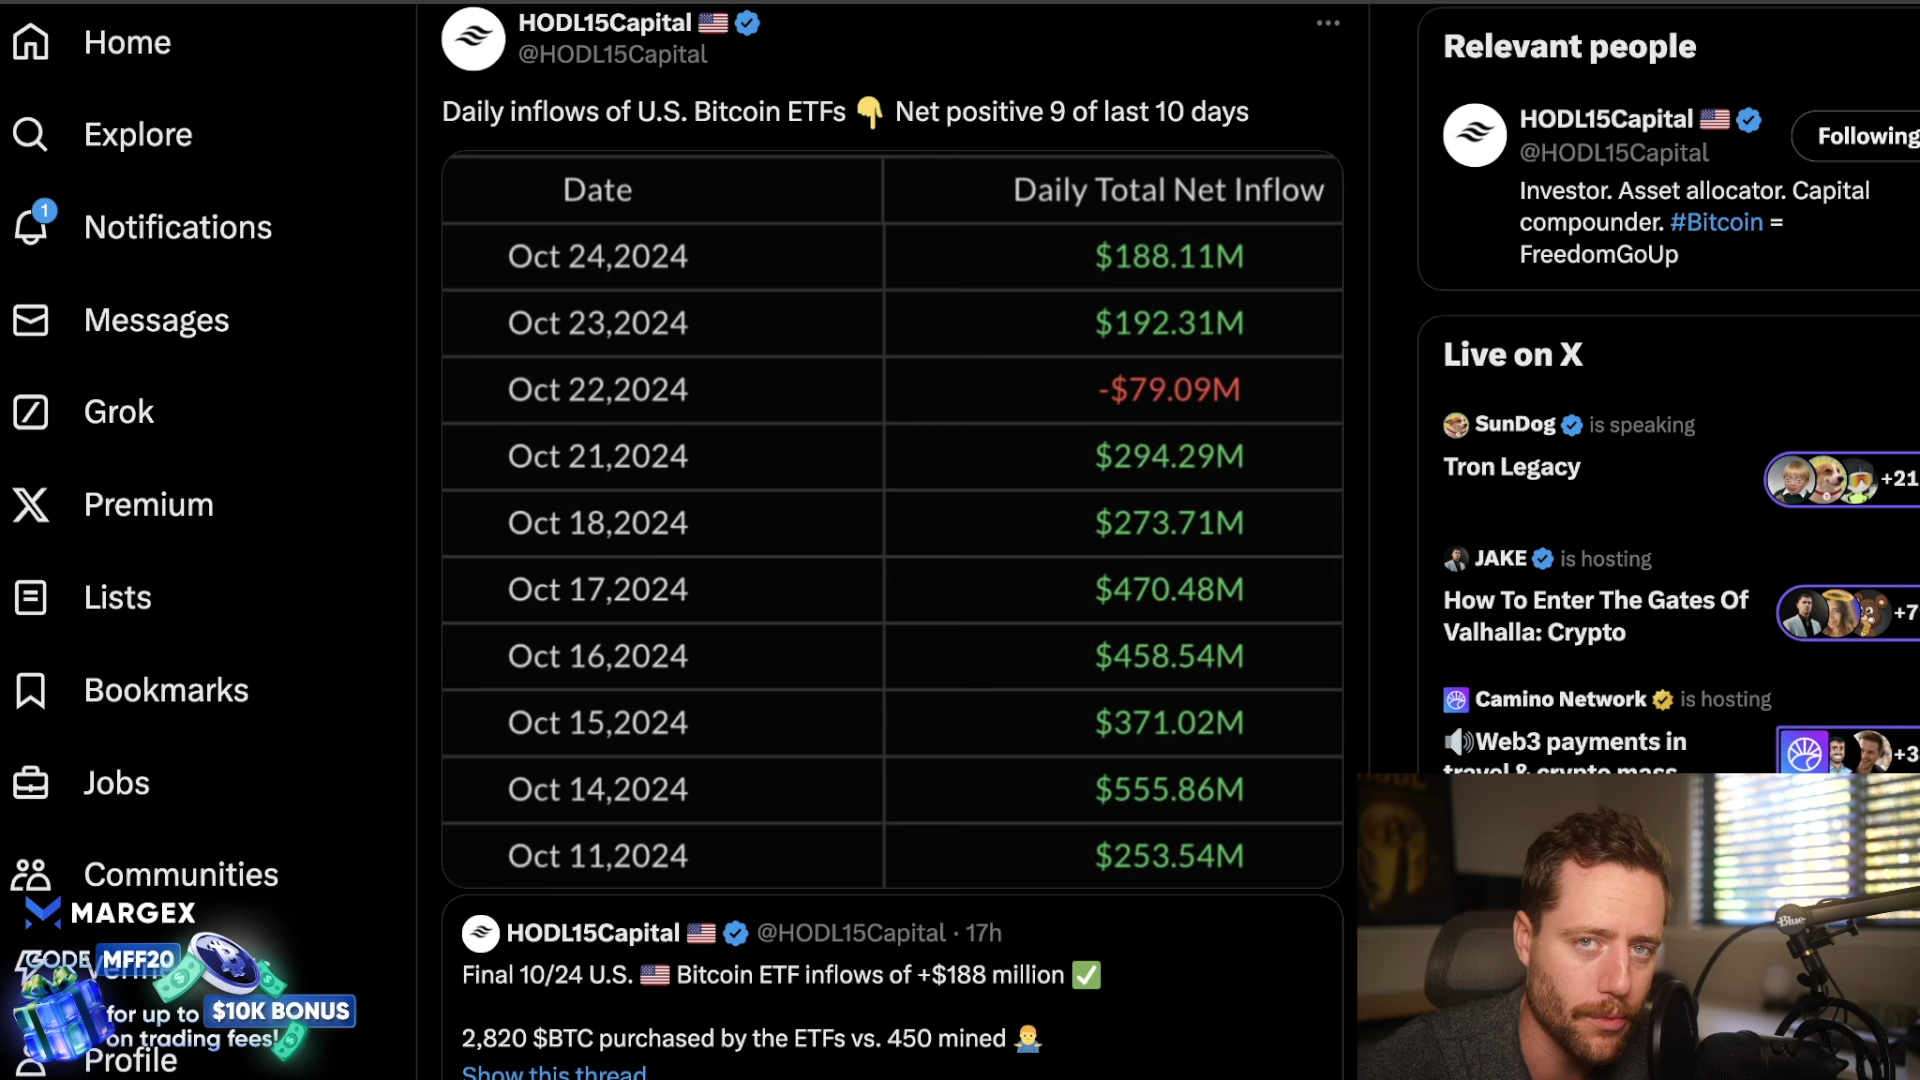 Home
Explore
1
Notifications
Messages
Grok
Premium
Lists
Bookmarks
Jobs
Communities
MARGEX
CODE MFF20
for up to $10K BONUS
on trading fees!
Profile
HODL15Capital
@HODL15Capital
Daily inflows of U.S. Bitcoin ETFs 👇 Net positive 9 of last 10 days
Date Daily Total Net Inflow
Oct 24,2024 $188.11M
Oct 23,2024 $192.31M
Oct 22,2024 -$79.09M
Oct 21,2024 $294.29M
Oct 18,2024 $273.71M
Oct 17,2024 $470.48M
Oct 16,2024 $458.54M
Oct 15,2024 $371.02M
Oct 14,2024 $555.86M
Oct 11,2024 $253.54M
HODL15Capital @HODL15Capital · 17h
Final 10/24 U.S. 🇺🇸 Bitcoin ETF inflows of +$188 million ✅
2,820 $BTC purchased by the ETFs vs. 450 mined 🤷‍♂️
Show this thread
Relevant people
HODL15Capital
@HODL15Capital
Following
Investor. Asset allocator. Capital
compounder. #Bitcoin =
FreedomGoUp
Live on X
SunDog is speaking
Tron Legacy
+21
JAKE is hosting
How To Enter The Gates Of
Valhalla: Crypto
+7
Camino Network is hosting
🔊Web3 payments in
travel & crypto mass
+3
Blue